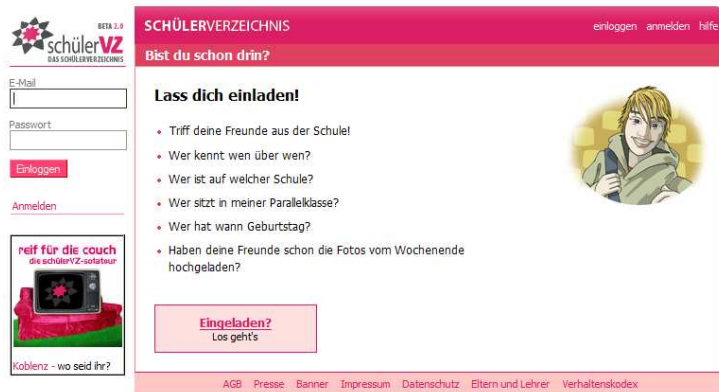 BETA 2.0
schülerVZ
DAS SCHÜLERVERZEICHNIS
E-Mail
Passwort
Einloggen
Anmelden
reif für die couch
die schülerVZ-sofatour
Koblenz - wo seid ihr?
SCHÜLERVERZEICHNIS
einloggen anmelden hilfe
Bist du schon drin?
Lass dich einladen!
Triff deine Freunde aus der Schule!
Wer kennt wen über wen?
Wer ist auf welcher Schule?
Wer sitzt in meiner Parallelklasse?
Wer hat wann Geburtstag?
Haben deine Freunde schon die Fotos vom Wochenende
hochgeladen?
Eingeladen?
Los geht's
AGB Presse Banner Impressum Datenschutz Eltern und Lehrer Verhaltenskodex